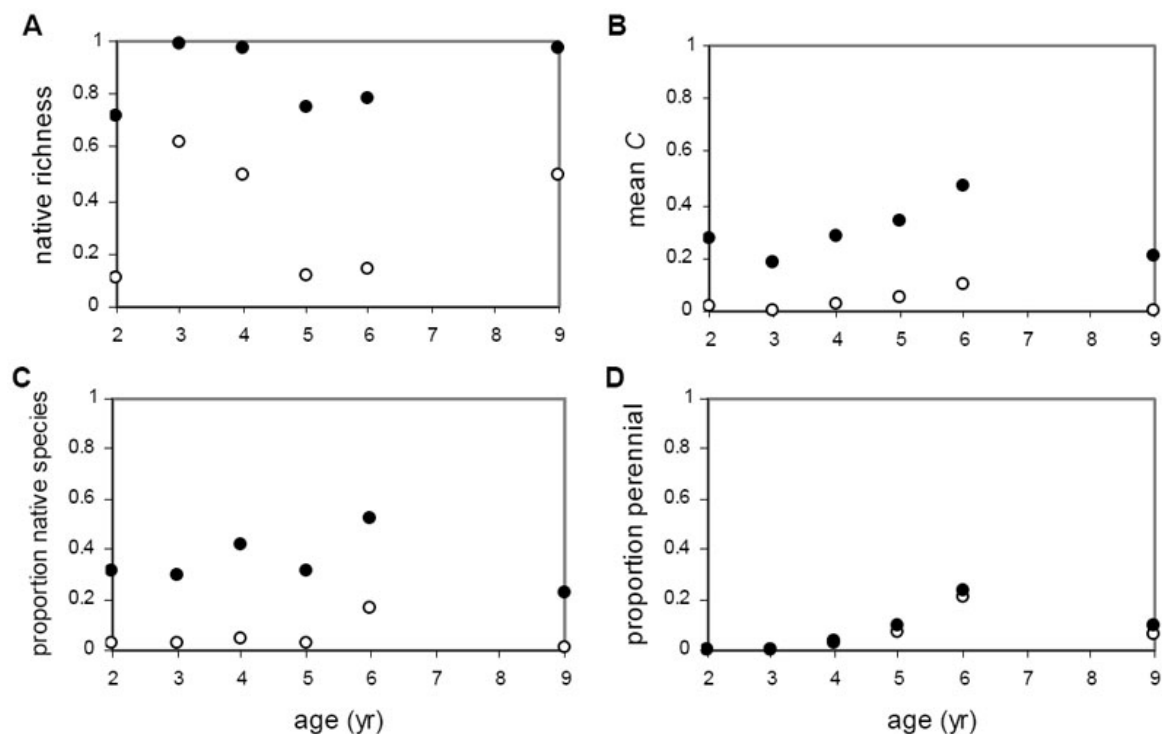 A
native richness
1
0.8
0.6
0.4
0.2
0
2 3 4 5 6 7 8 9
B
mean C
1
0.8
0.6
0.4
0.2
0
2 3 4 5 6 7 8 9
C
proportion native species
1
0.8
0.6
0.4
0.2
0
2 3 4 5 6 7 8 9
age (yr)
D
proportion perennial
1
0.8
0.6
0.4
0.2
0
2 3 4 5 6 7 8 9
age (yr)